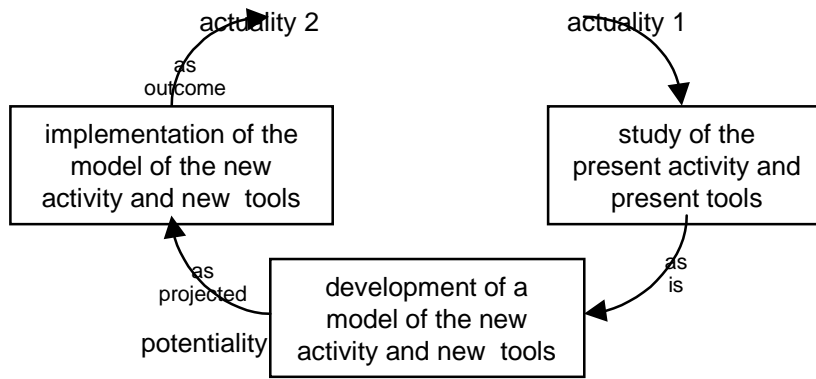 actuality 2
actuality 1
as
outcome
implementation of the
model of the new
activity and new tools
study of the
present activity and
present tools
as
is
as
projected
development of a
model of the new
activity and new tools
potentiality